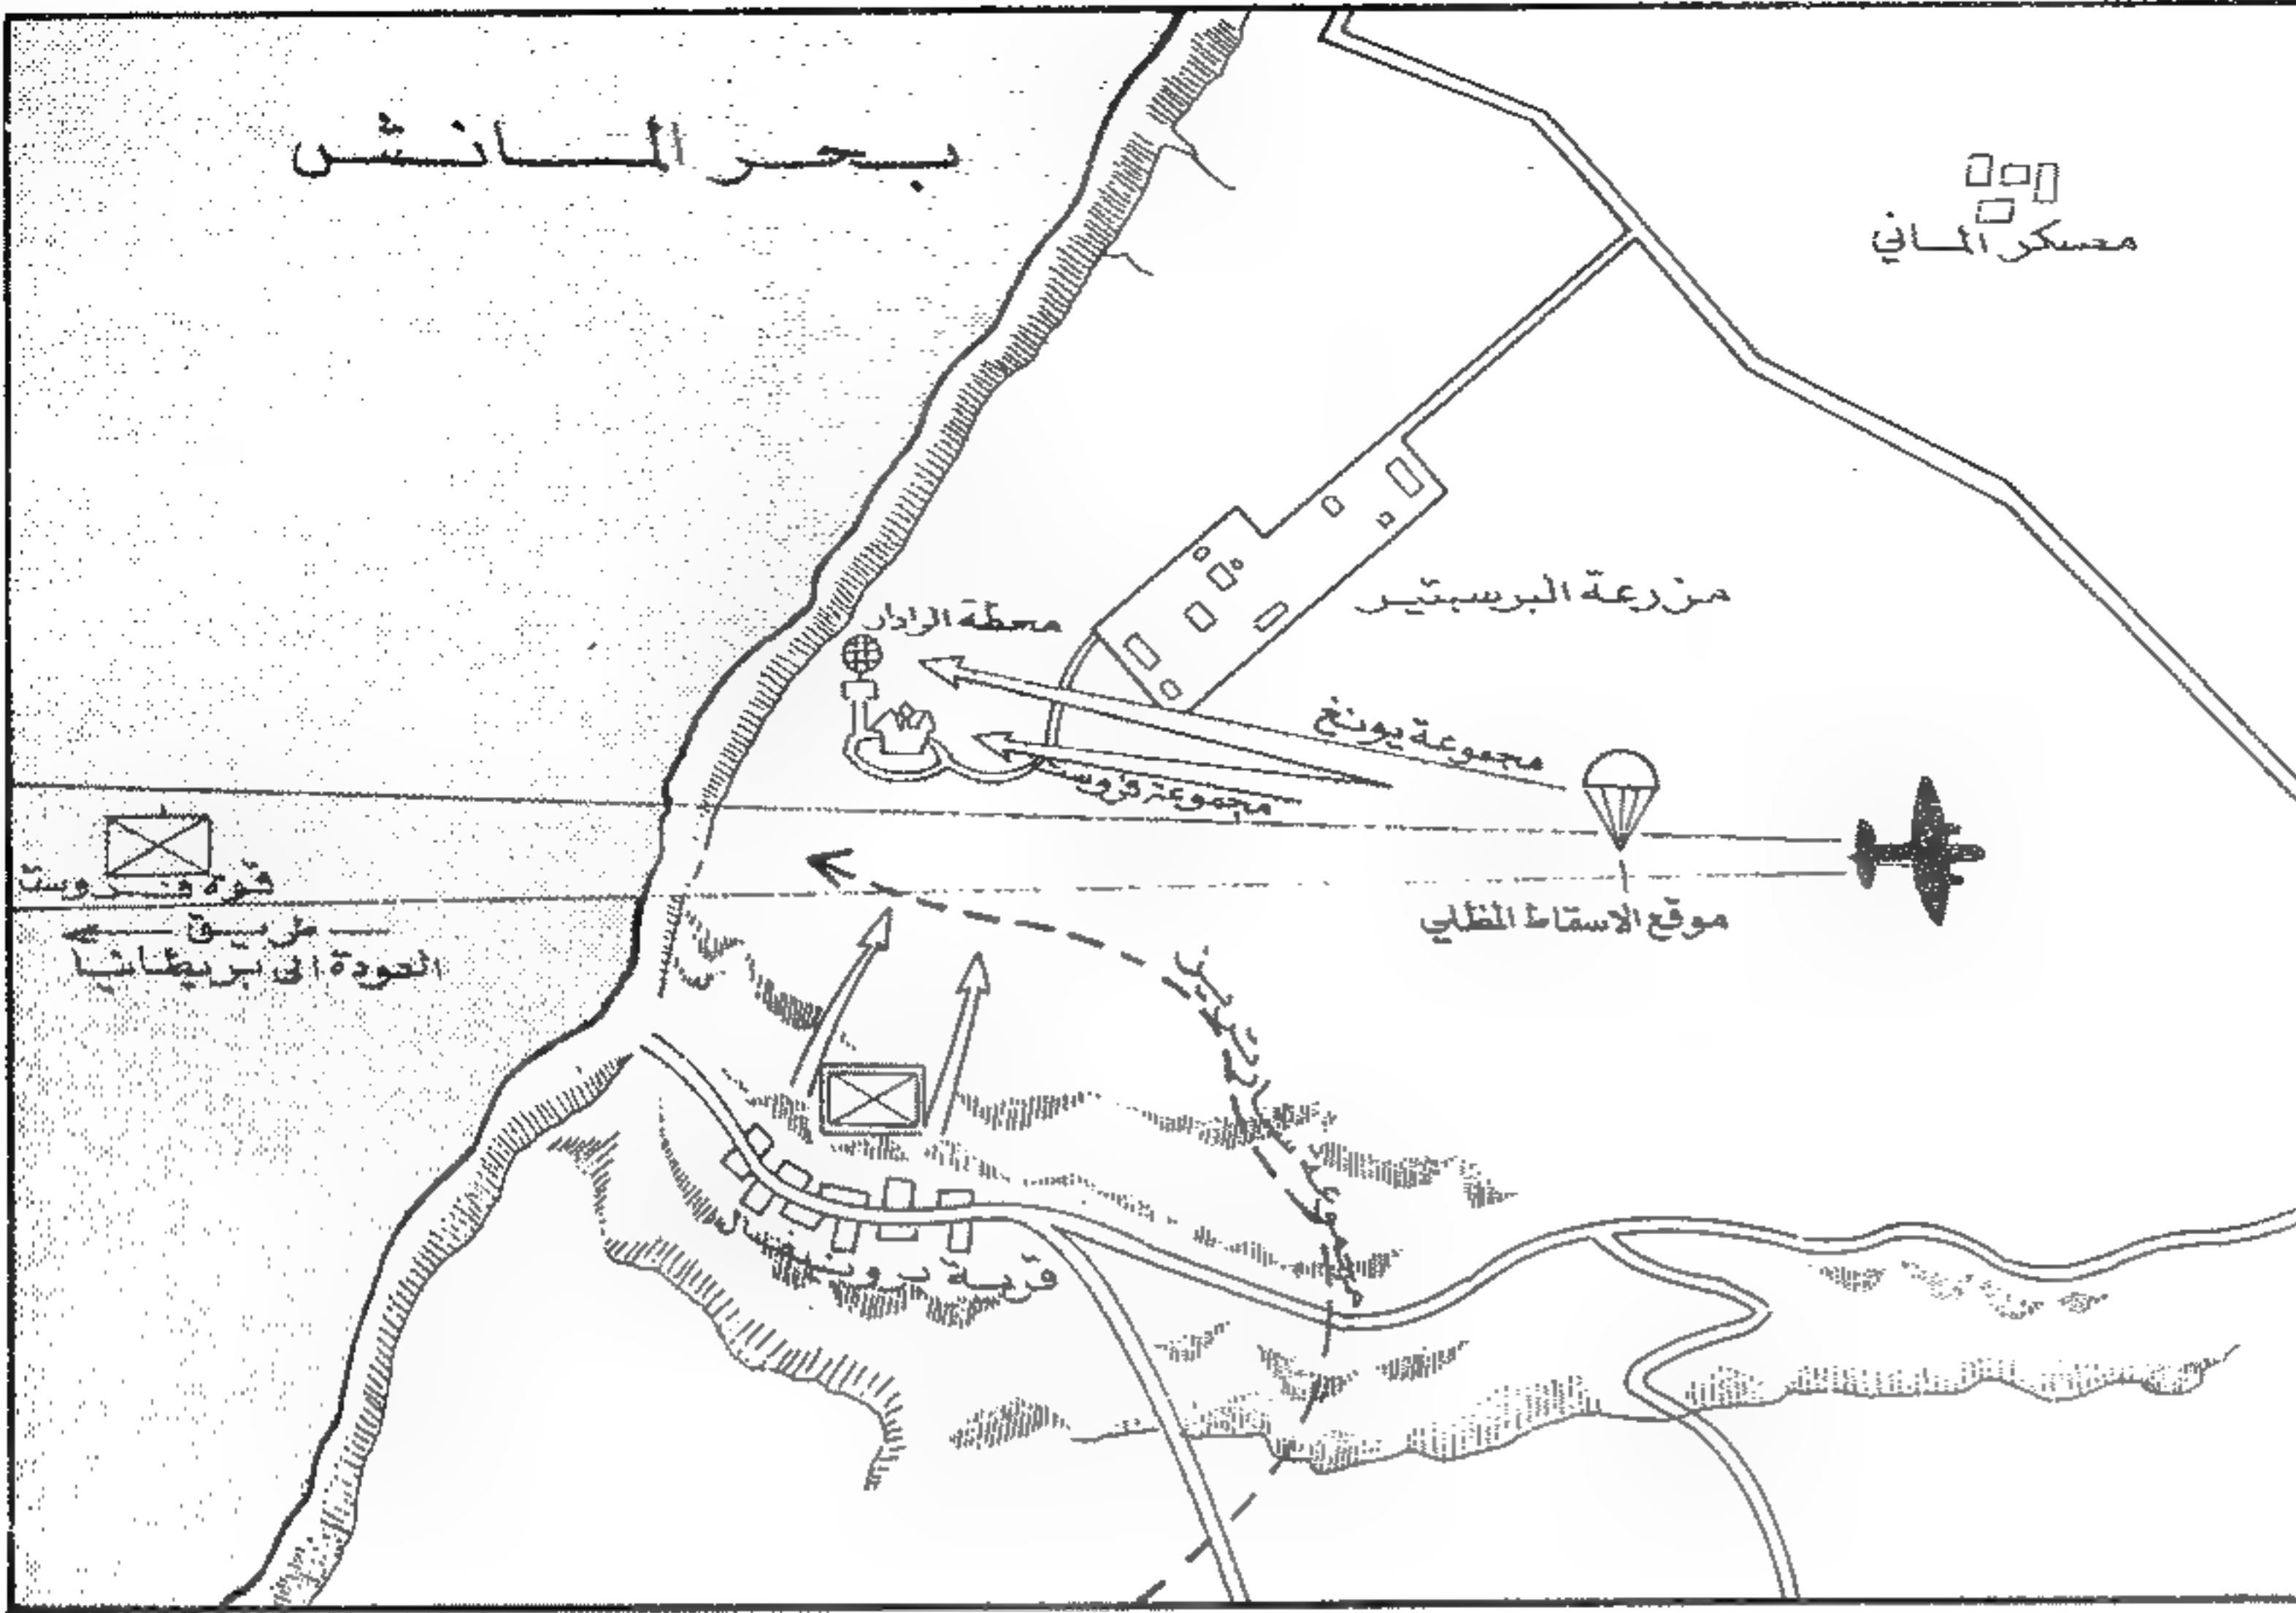 بحر المانش
معسكر الماني
مزرعة البرسبتير
محطة الرادار
مجموعة يونغ
مجموعة فروست
موقع الاسقاط المظلي
قوة فروست
طريق
العودة الى بريطانيا
قرية برونفال